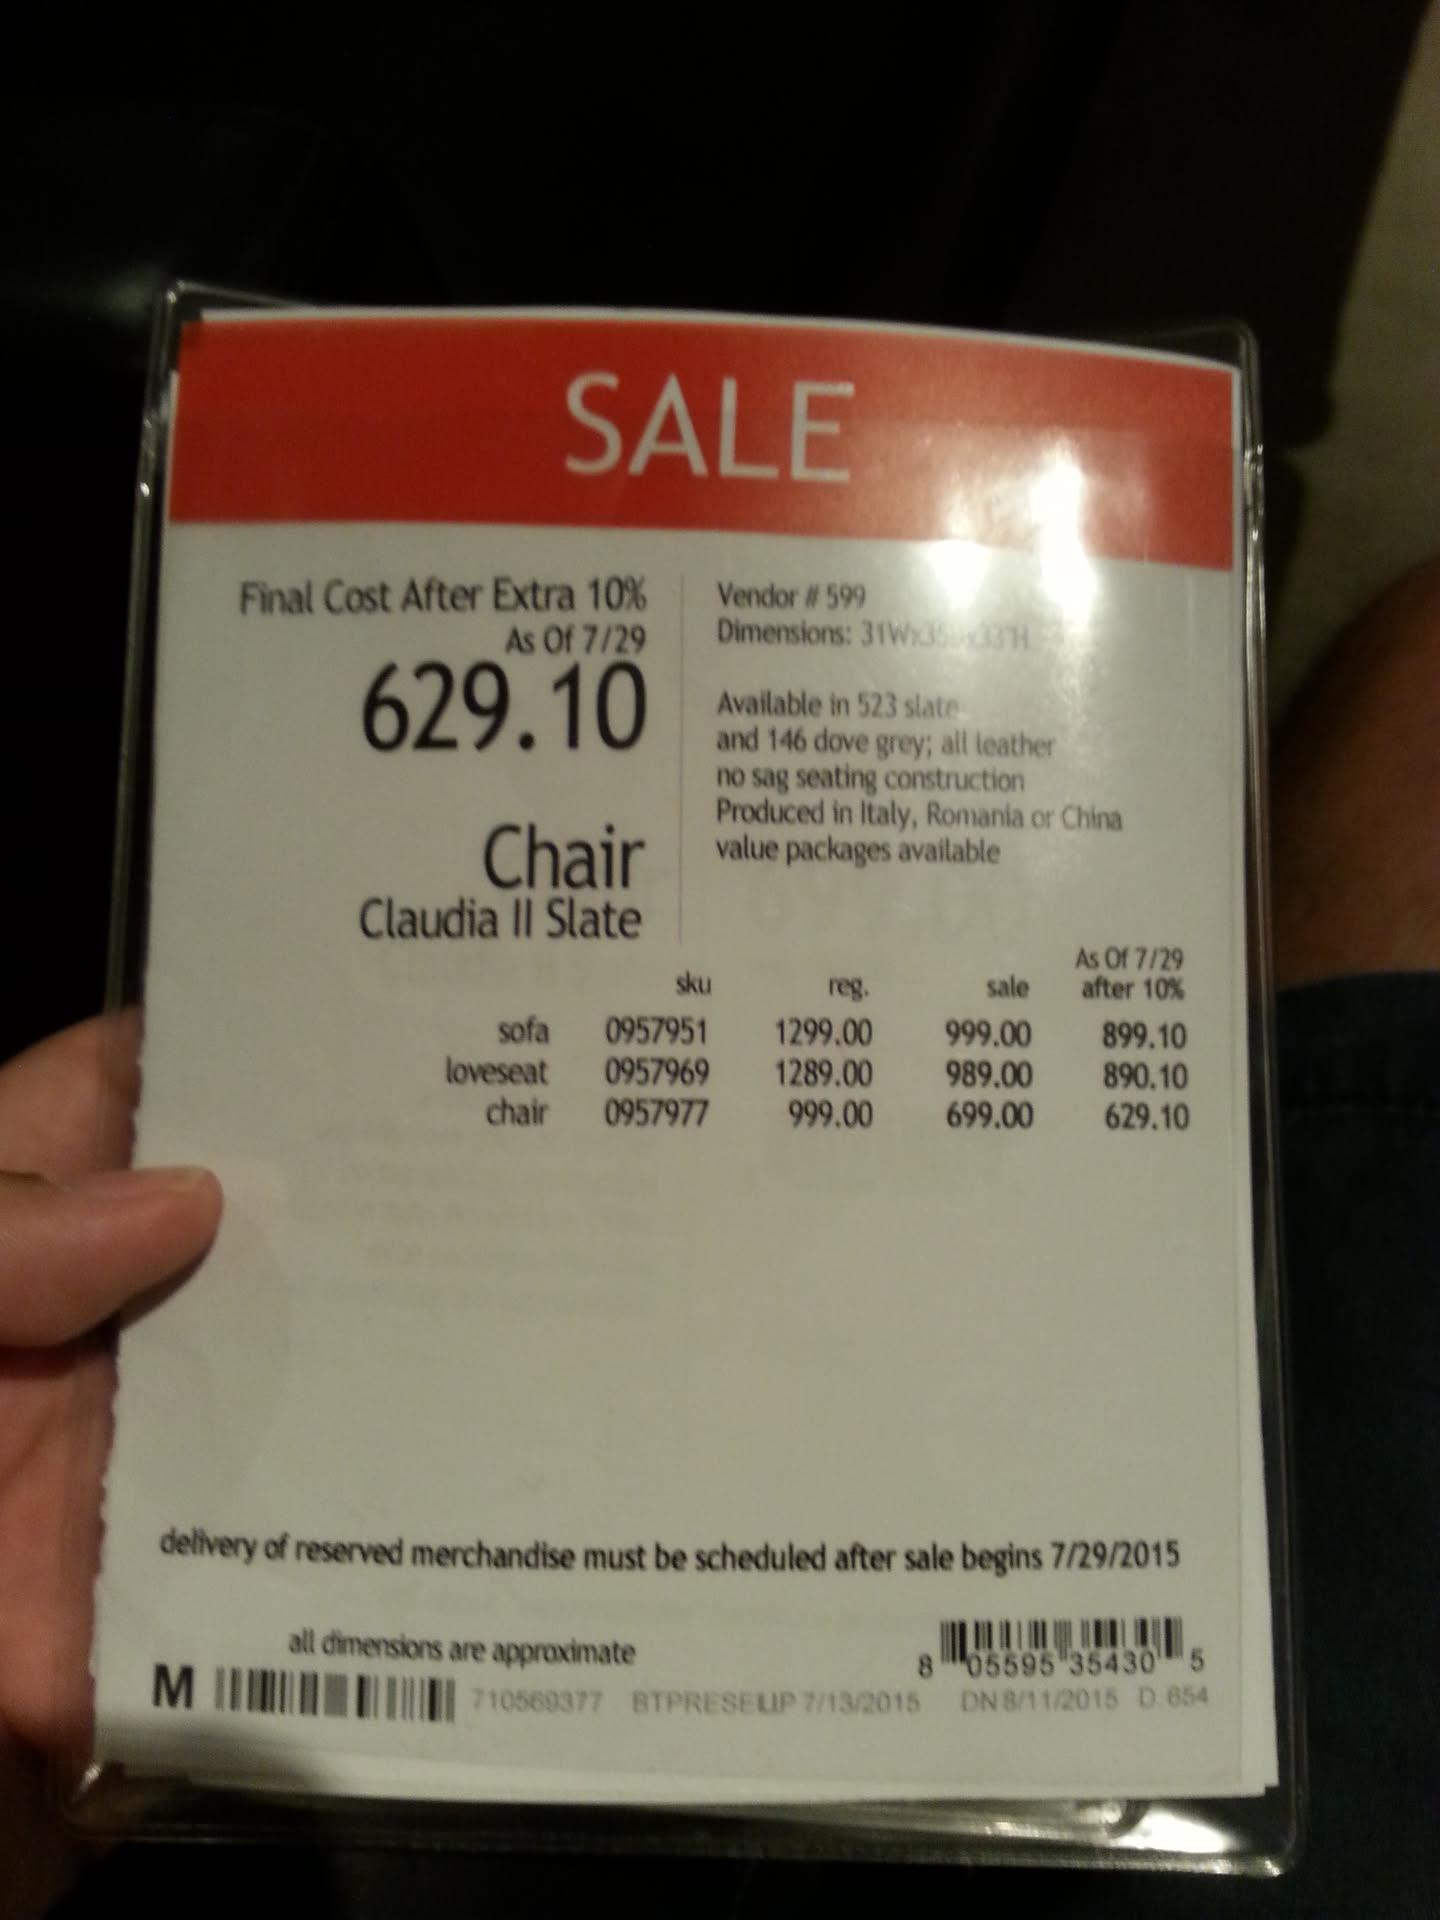 SALE
Final Cost After Extra 10%
As Of 7/29
629.10
Chair
Claudia II Slate
Vendor # 599
Dimensions: 31Wx35Dx33"H
Available in 523 slate
and 146 dove grey; all leather
no sag seating construction
Produced in Italy, Romania or China
value packages available
As Of 7/29
sku reg. sale after 10%
sofa 0957951 1299.00 999.00 899.10
loveseat 0957969 1289.00 989.00 890.10
chair 0957977 999.00 699.00 629.10
delivery of reserved merchandise must be scheduled after sale begins 7/29/2015
all dimensions are approximate
8 05595 35430 5
M 710569377 UP 7/13/2015 DN 8/11/2015 D. 654